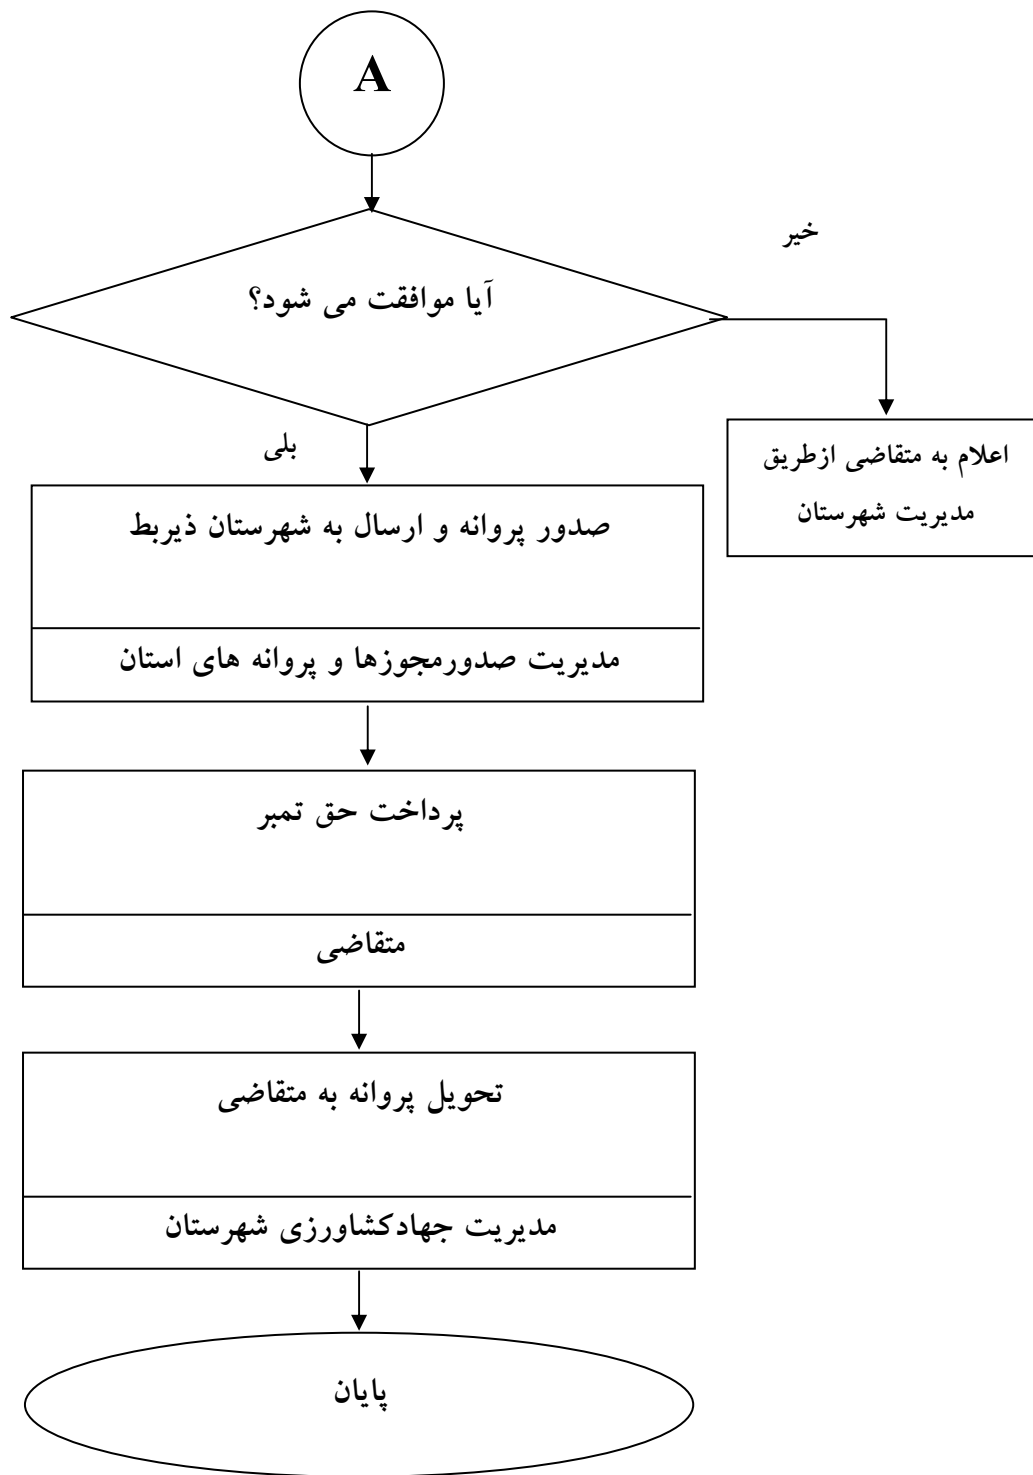 A
خیر
آیا موافقت می شود؟
بلی
اعلام به متقاضی ازطریق
مدیریت شهرستان
صدور پروانه و ارسال به شهرستان ذیربط
مدیریت صدورمجوزها و پروانه های استان
پرداخت حق تمبر
متقاضی
تحویل پروانه به متقاضی
مدیریت جهادکشاورزی شهرستان
پایان